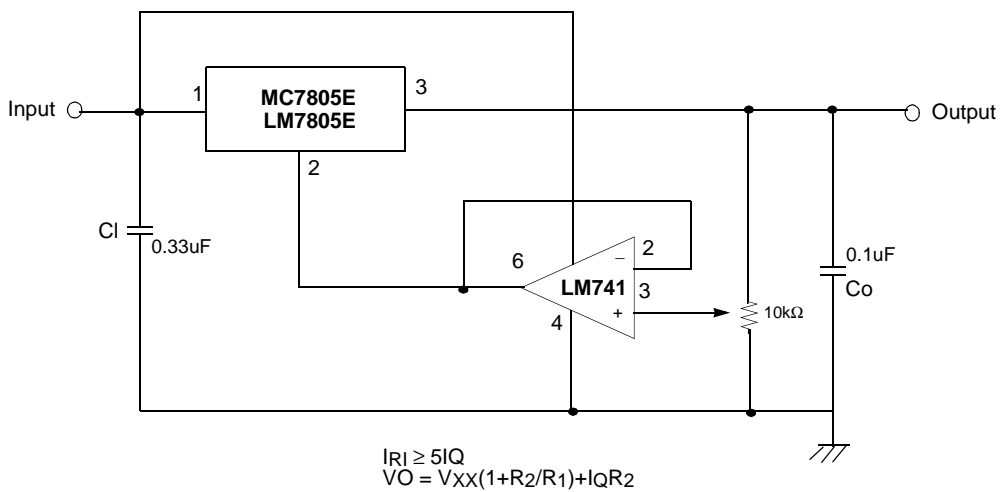 Input
1
MC7805E
LM7805E
3
Output
2
CI
0.33uF
6
2
−
LM741
3
+
4
0.1uF
Co
10kΩ
IRI ≥ 5IQ
VO = VXX(1+R2/R1)+IQR2